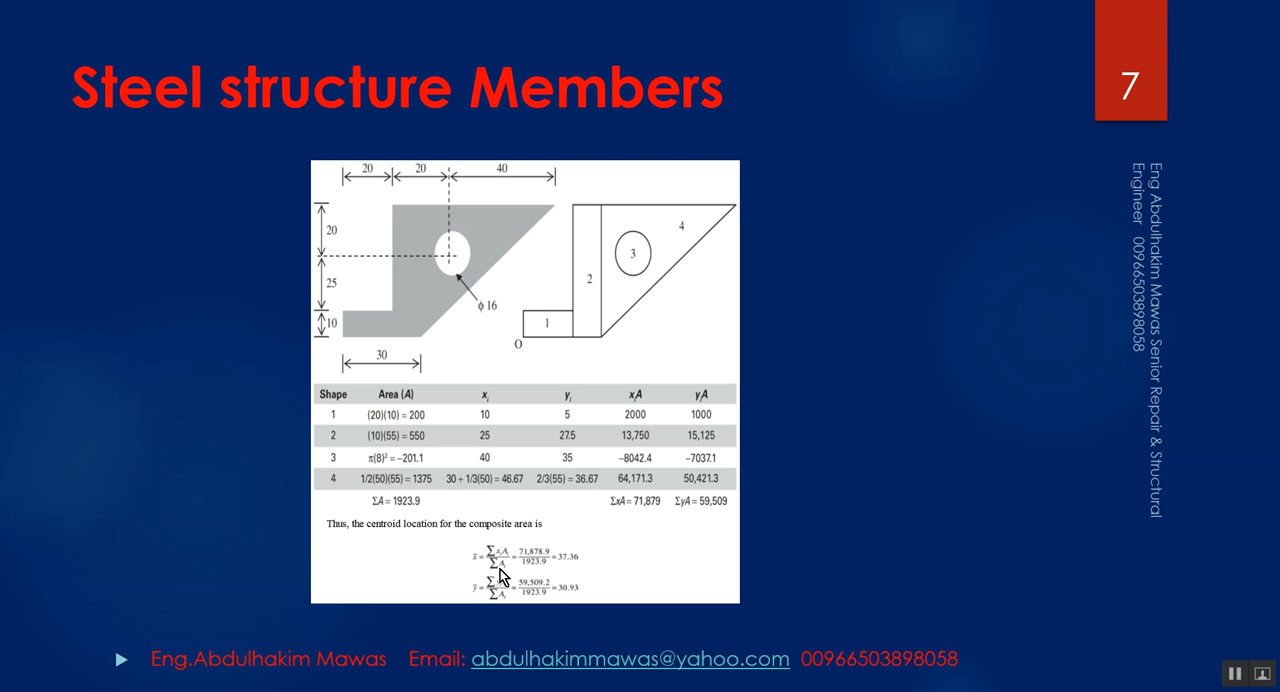 Steel structure Members
7
Eng Abdulhakim Mawas Senior Repair & Structural
Engineer 00966503898058
20 20 40
20
25
10
ϕ 16
30
1
2
3
4
O
Shape Area (A) xᵢ yᵢ xᵢA yᵢA
1 (20)(10) = 200 10 5 2000 1000
2 (10)(55) = 550 25 27.5 13,750 15,125
3 π(8)² = −201.1 40 35 −8042.4 −7037.1
4 1/2(50)(55) = 1375 30 + 1/3(50) = 46.67 2/3(55) = 36.67 64,171.3 50,421.3
ΣA = 1923.9 ΣxA = 71,879 ΣyA = 59,509
Thus, the centroid location for the composite area is
x̄ = ∑xᵢAᵢ / ∑Aᵢ = 71,878.9 / 1923.9 = 37.36
ȳ = ∑ / ∑Aᵢ = 59,509.2 / 1923.9 = 30.93
Eng.Abdulhakim Mawas Email: abdulhakimmawas@yahoo.com 00966503898058